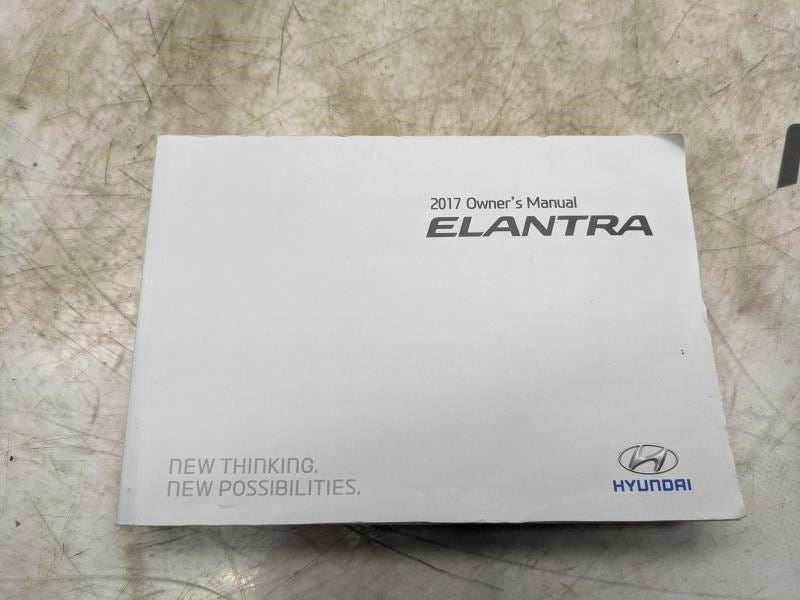 2017 Owner's Manual
ELANTRA
NEW THINKING.
NEW POSSIBILITIES.
HYUNDAI